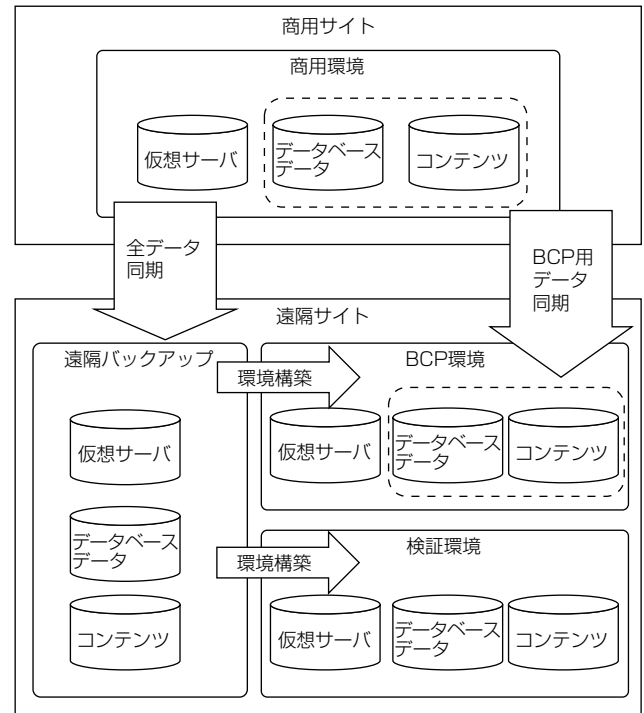 商用サイト
商用環境
仮想サーバ
データベース
データ
コンテンツ
全データ
同期
BCP用
データ
同期
遠隔サイト
遠隔バックアップ
環境構築
BCP環境
仮想サーバ
データベース
データ
コンテンツ
仮想サーバ
データベース
データ
コンテンツ
環境構築
検証環境
仮想サーバ
データベース
データ
コンテンツ